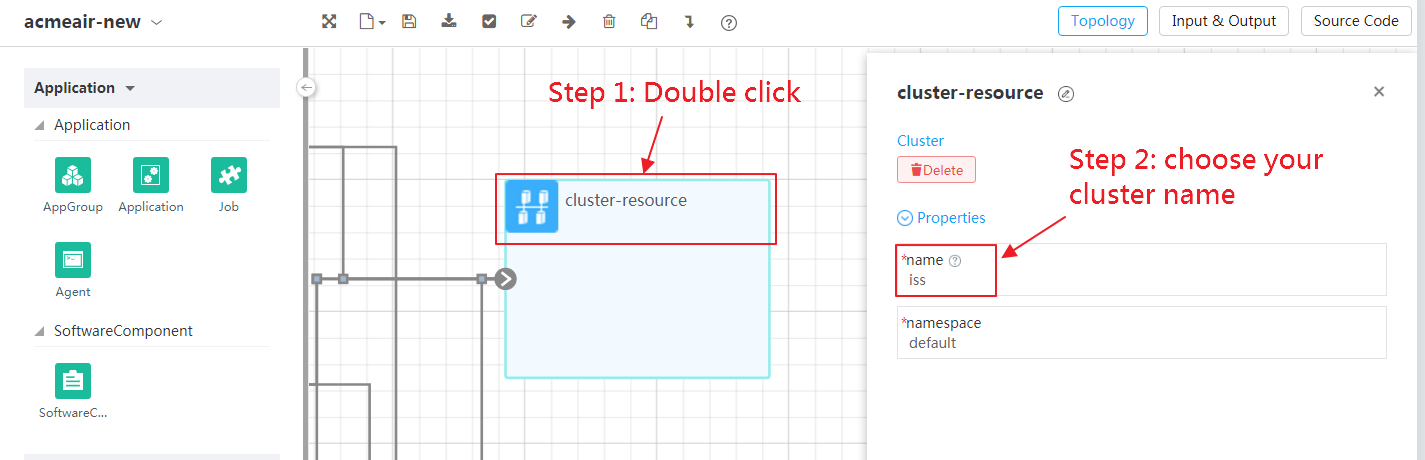 acmeair-new
Topology
Input & Output
Source Code
Application
Application
AppGroup
Application
Job
Agent
SoftwareComponent
SoftwareC...
Step 1: Double click
cluster-resource
cluster-resource
Cluster
Delete
Step 2: choose your
cluster name
Properties
*name
iss
*namespace
default